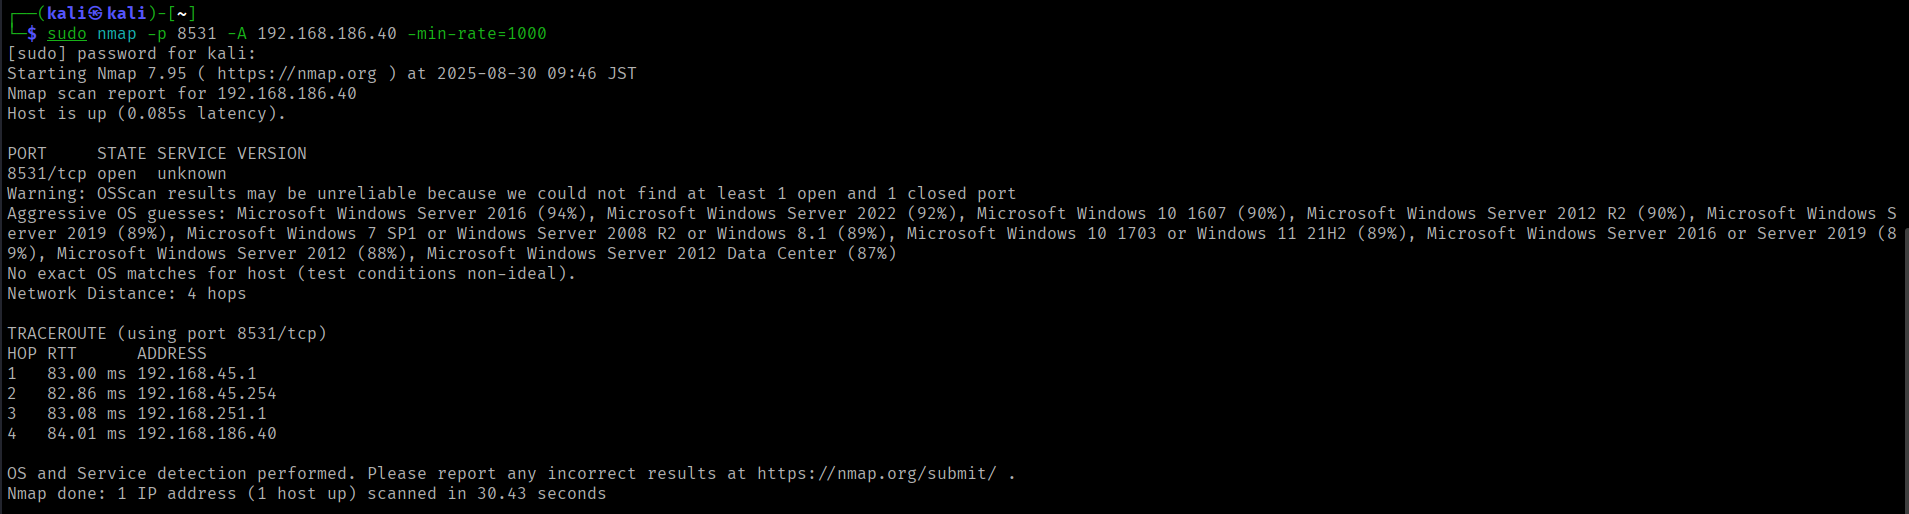 ┌──(kali㉿kali)-[~]
└─$ sudo nmap -p 8531 -A 192.168.186.40 -min-rate=1000
[sudo] password for kali:
Starting Nmap 7.95 ( https://nmap.org ) at 2025-08-30 09:46 JST
Nmap scan report for 192.168.186.40
Host is up (0.085s latency).

PORT     STATE SERVICE VERSION
8531/tcp open  unknown
Warning: OSScan results may be unreliable because we could not find at least 1 open and 1 closed port
Aggressive OS guesses: Microsoft Windows Server 2016 (94%), Microsoft Windows Server 2022 (92%), Microsoft Windows 10 1607 (90%), Microsoft Windows Server 2012 R2 (90%), Microsoft Windows S
erver 2019 (89%), Microsoft Windows 7 SP1 or Windows Server 2008 R2 or Windows 8.1 (89%), Microsoft Windows 10 1703 or Windows 11 21H2 (89%), Microsoft Windows Server 2016 or Server 2019 (8
9%), Microsoft Windows Server 2012 (88%), Microsoft Windows Server 2012 Data Center (87%)
No exact OS matches for host (test conditions non-ideal).
Network Distance: 4 hops

TRACEROUTE (using port 8531/tcp)
HOP RTT      ADDRESS
1   83.00 ms 192.168.45.1
2   82.86 ms 192.168.45.254
3   83.08 ms 192.168.251.1
4   84.01 ms 192.168.186.40

OS and Service detection performed. Please report any incorrect results at https://nmap.org/submit/ .
Nmap done: 1 IP address (1 host up) scanned in 30.43 seconds